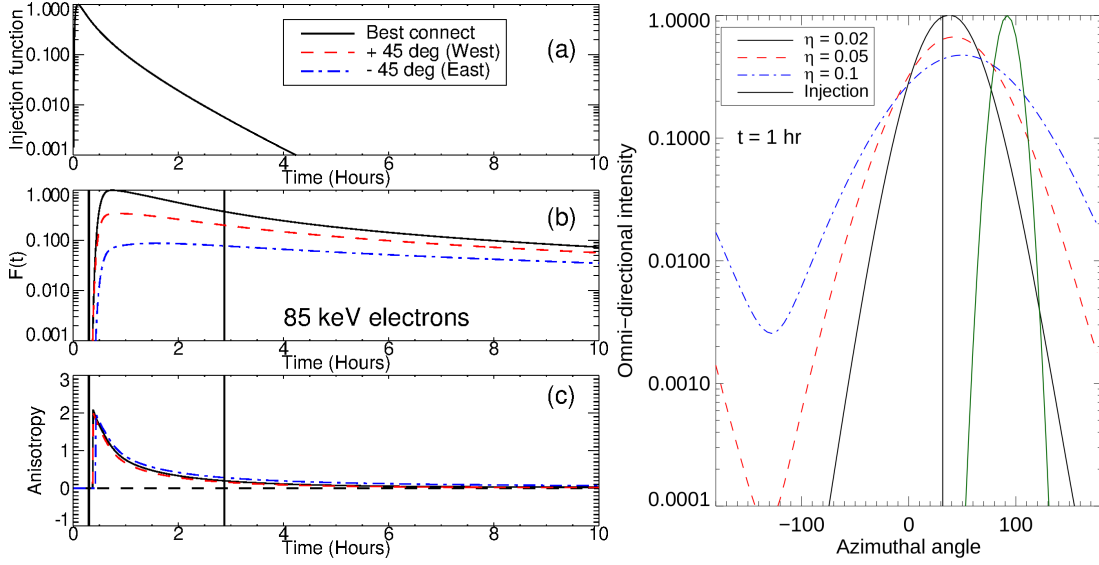 Injection function
1.000
0.100
0.010
0.001
Best connect
+ 45 deg (West)
- 45 deg (East)
(a)
0 2 4 6 8 10
Time (Hours)
F(t)
1.000
0.100
0.010
0.001
(b)
85 keV electrons
0 2 4 6 8 10
Time (Hours)
Anisotropy
3
2
1
0
-1
(c)
0 2 4 6 8 10
Time (Hours)
Omni−directional intensity
1.0000
0.1000
0.0100
0.0010
0.0001
η = 0.02
η = 0.05
η = 0.1
Injection
t = 1 hr
−100 0 100
Azimuthal angle